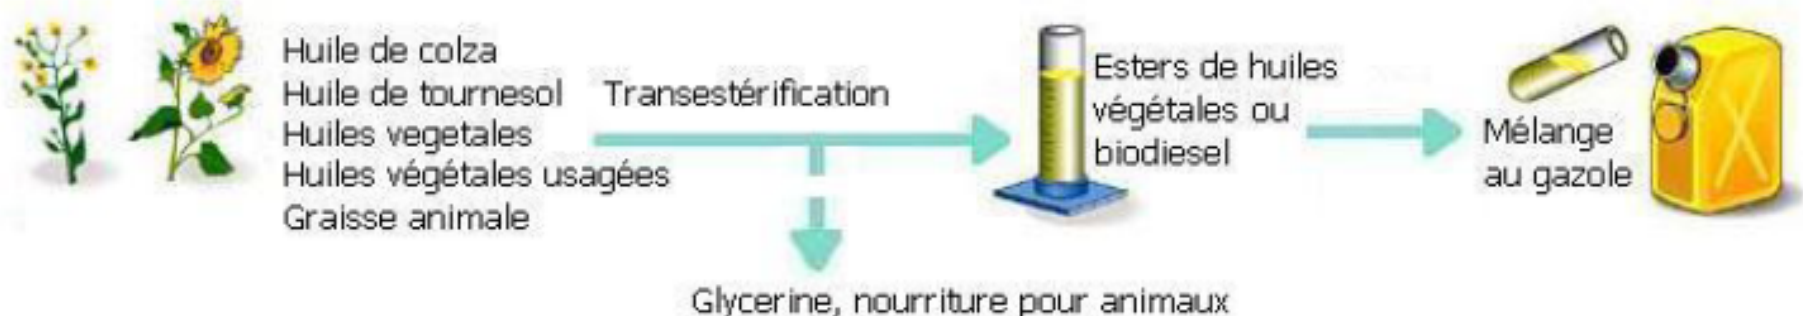 Huile de colza
Huile de tournesol
Huiles vegetales
Huiles végétales usagées
Graisse animale
Transestérification
Esters de huiles
végétales ou
biodiesel
Mélange
au gazole
Glycerine, nourriture pour animaux